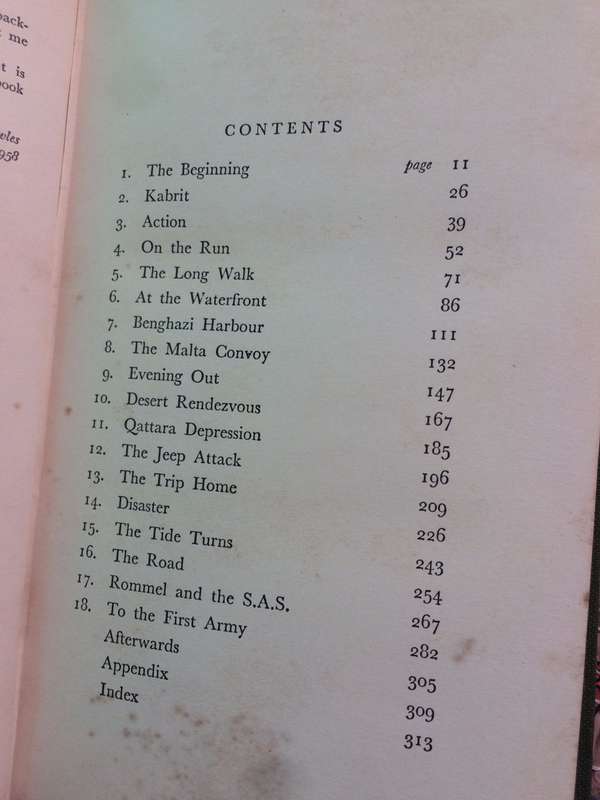 back-
me
t is
ook
wles
958
CONTENTS
1. The Beginning page 11
2. Kabrit 26
3. Action 39
4. On the Run 52
5. The Long Walk 71
6. At the Waterfront 86
7. Benghazi Harbour 111
8. The Malta Convoy 132
9. Evening Out 147
10. Desert Rendezvous 167
11. Qattara Depression 185
12. The Jeep Attack 196
13. The Trip Home 209
14. Disaster 226
15. The Tide Turns 243
16. The Road 254
17. Rommel and the S.A.S. 267
18. To the First Army 282
Afterwards 305
Appendix 309
Index 313